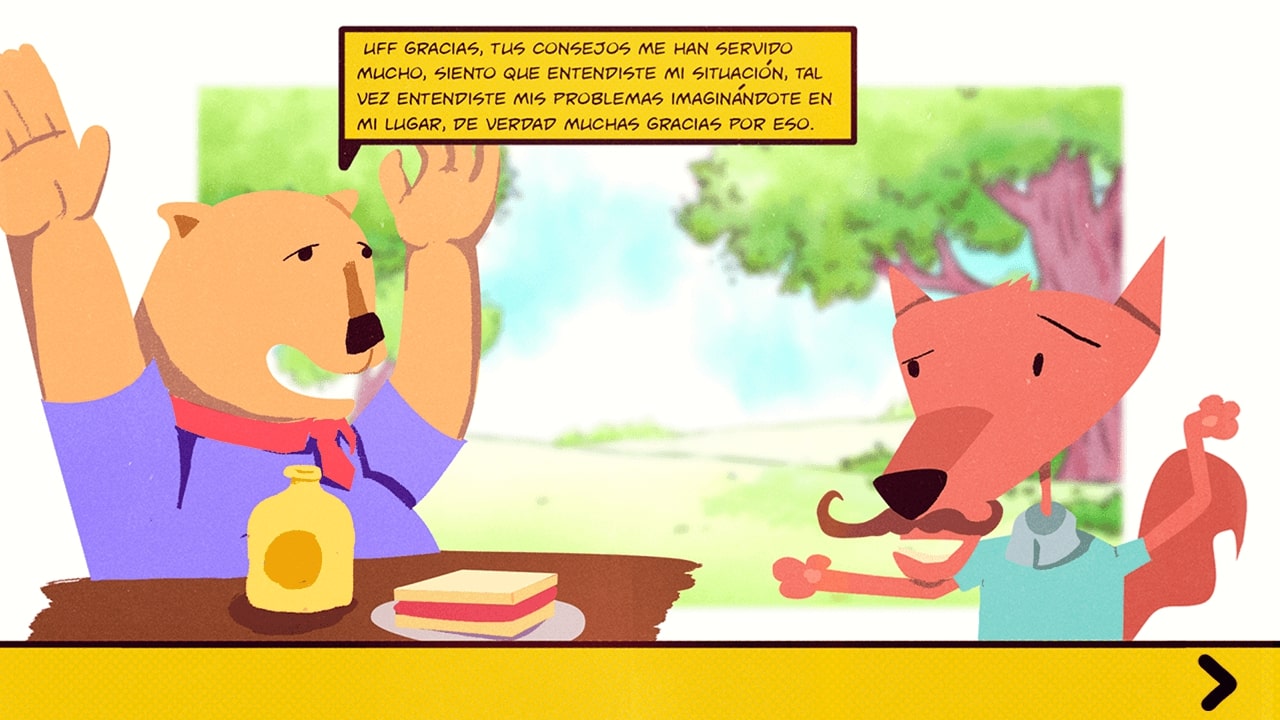 UFF GRACIAS, TUS CONSEJOS ME HAN SERVIDO
MUCHO, SIENTO QUE ENTENDISTE MI SITUACIÓN, TAL
VEZ ENTENDISTE MIS PROBLEMAS IMAGINÁNDOTE EN
MI LUGAR, DE VERDAD MUCHAS GRACIAS POR ESO.